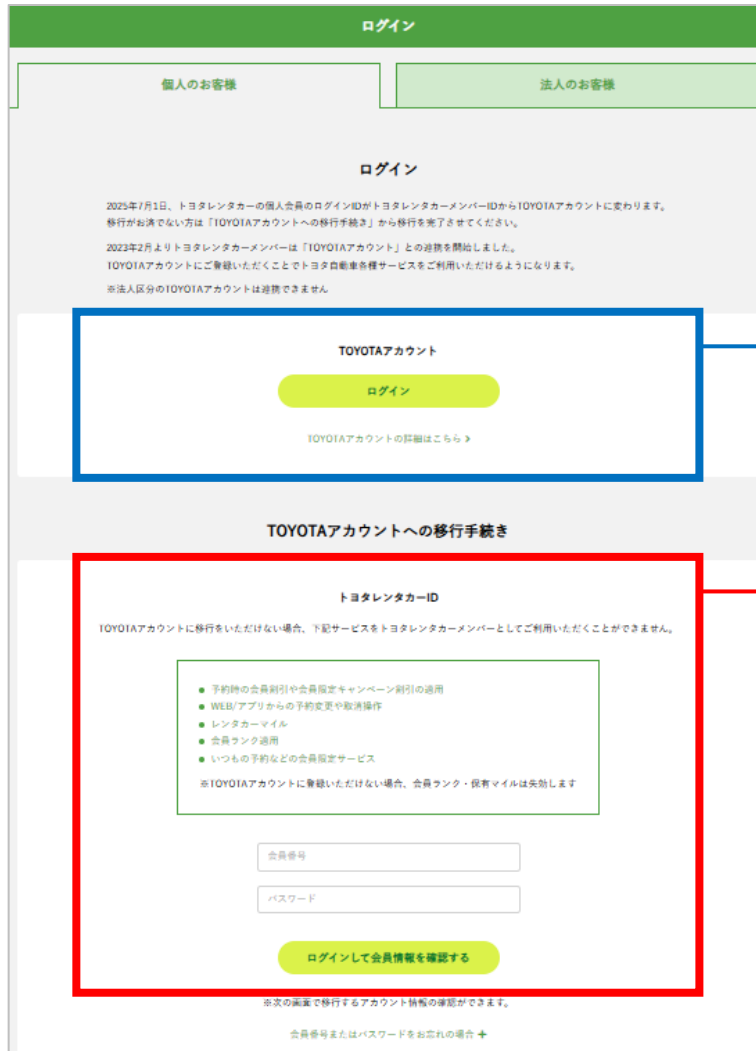 ログイン
個人のお客様
法人のお客様
ログイン
2025年7月1日、トヨタレンタカーの個人会員のログインIDがトヨタレンタカーメンバーIDからTOYOTAアカウントに変わります。
移行がお済でない方は「TOYOTAアカウントへの移行手続き」から移行を完了させてください。
2023年2月よりトヨタレンタカーメンバーは「TOYOTAアカウント」との連携を開始しました。
TOYOTAアカウントにご登録いただくことでトヨタ自動車各種サービスをご利用いただけるようになります。
※法人区分のTOYOTAアカウントは連携できません
TOYOTAアカウント
ログイン
TOYOTAアカウントの詳細はこちら
TOYOTAアカウントへの移行手続き
トヨタレンタカーID
TOYOTAアカウントに移行をいただけない場合、下記サービスをトヨタレンタカーメンバーとしてご利用いただくことができません。
予約時の会員割引や会員限定キャンペーン割引の適用
WEB/アプリからの予約変更や取消操作
レンタカーマイル
会員ランク適用
いつもの予約などの会員限定サービス
※TOYOTAアカウントに登録いただけない場合、会員ランク・保有マイルは失効します
会員番号
パスワード
ログインして会員情報を確認する
※次の画面で移行するアカウント情報の確認ができます。
会員番号またはパスワードをお忘れの場合